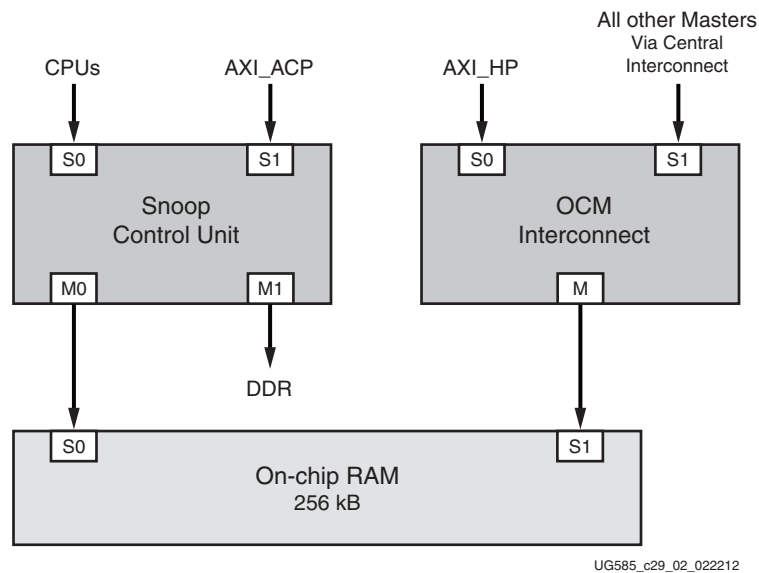 All other Masters
Via Central
Interconnect
CPUs
AXI_ACP
AXI_HP
S0
S1
S0
S1
Snoop
Control Unit
OCM
Interconnect
M0
M1
M
DDR
S0
S1
On-chip RAM
256 kB
UG585_c29_02_022212